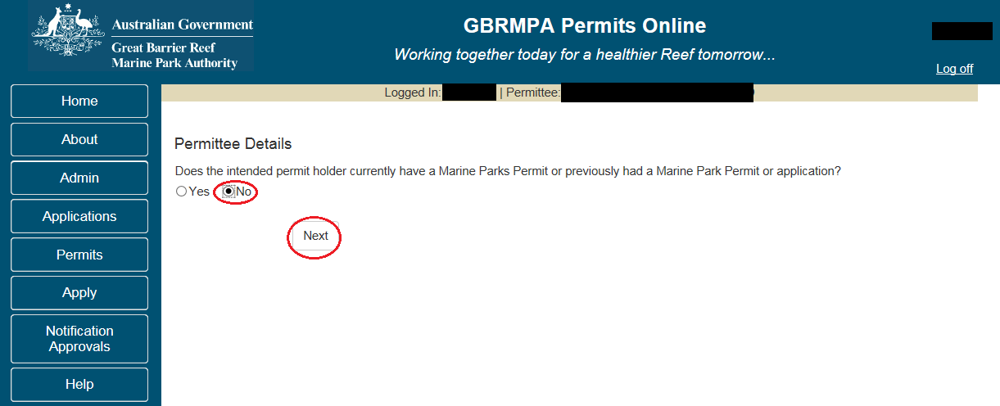 Australian Government
Great Barrier Reef
Marine Park Authority
GBRMPA Permits Online
Working together today for a healthier Reef tomorrow...
Log off
Logged In: | Permittee:
Home
About
Admin
Applications
Permits
Apply
Notification
Approvals
Help
Permittee Details
Does the intended permit holder currently have a Marine Parks Permit or previously had a Marine Park Permit or application?
Yes No
Next